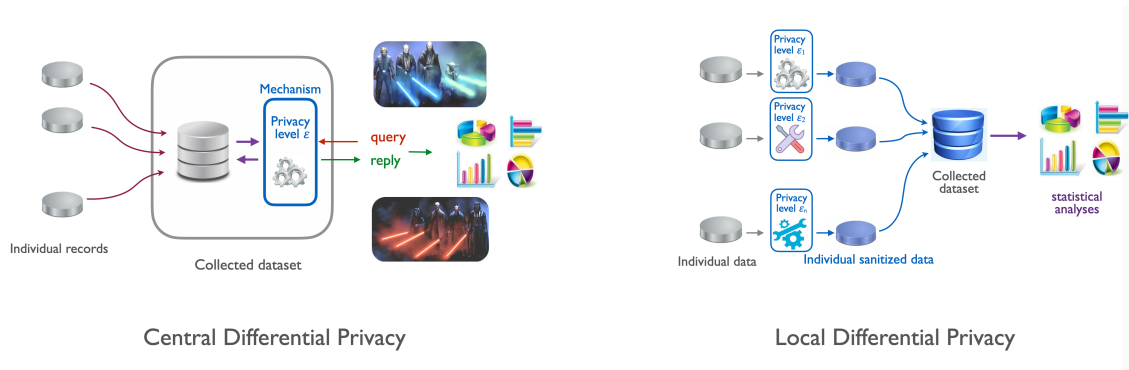 Individual records
Mechanism
Privacy
level ε
Collected dataset
query
reply
Central Differential Privacy
Privacy
level ε₁
Privacy
level ε₂
Privacy
level εₙ
Individual data
Individual sanitized data
Collected
dataset
statistical
analyses
Local Differential Privacy